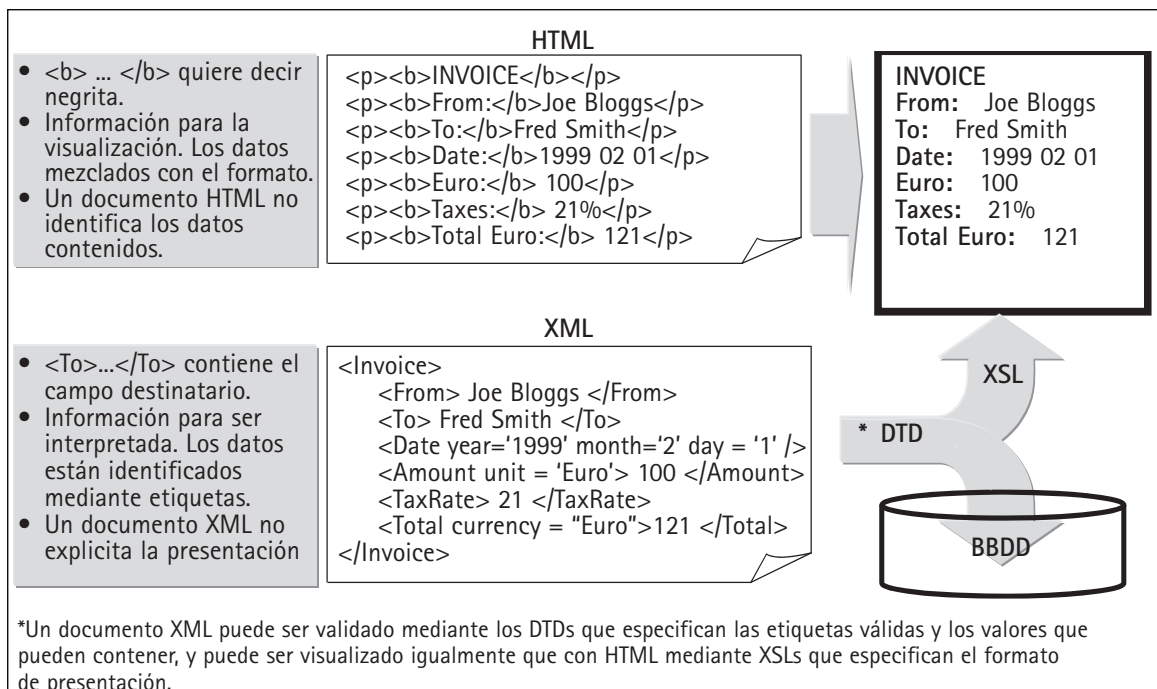 HTML
• <b> ... </b> quiere decir
negrita.
• Información para la
visualización. Los datos
mezclados con el formato.
• Un documento HTML no
identifica los datos
contenidos.
<p><b>INVOICE</b></p>
<p><b>From:</b>Joe Bloggs</p>
<p><b>To:</b>Fred Smith</p>
<p><b>Date:</b>1999 02 01</p>
<p><b>Euro:</b> 100</p>
<p><b>Taxes:</b> 21%</p>
<p><b>Total Euro:</b> 121</p>
INVOICE
From: Joe Bloggs
To: Fred Smith
Date: 1999 02 01
Euro: 100
Taxes: 21%
Total Euro: 121
XML
• <To>...</To> contiene el
campo destinatario.
• Información para ser
interpretada. Los datos
están identificados
mediante etiquetas.
• Un documento XML no
explicita la presentación
<Invoice>
<From> Joe Bloggs </From>
<To> Fred Smith </To>
<Date year=‘1999’ month=‘2’ day = ‘1’ />
<Amount unit = ‘Euro’> 100 </Amount>
<TaxRate> 21 </TaxRate>
<Total currency = “Euro”>121 </Total>
</Invoice>
XSL
* DTD
BBDD
*Un documento XML puede ser validado mediante los DTDs que especifican las etiquetas válidas y los valores que
pueden contener, y puede ser visualizado igualmente que con HTML mediante XSLs que especifican el formato
de presentación.